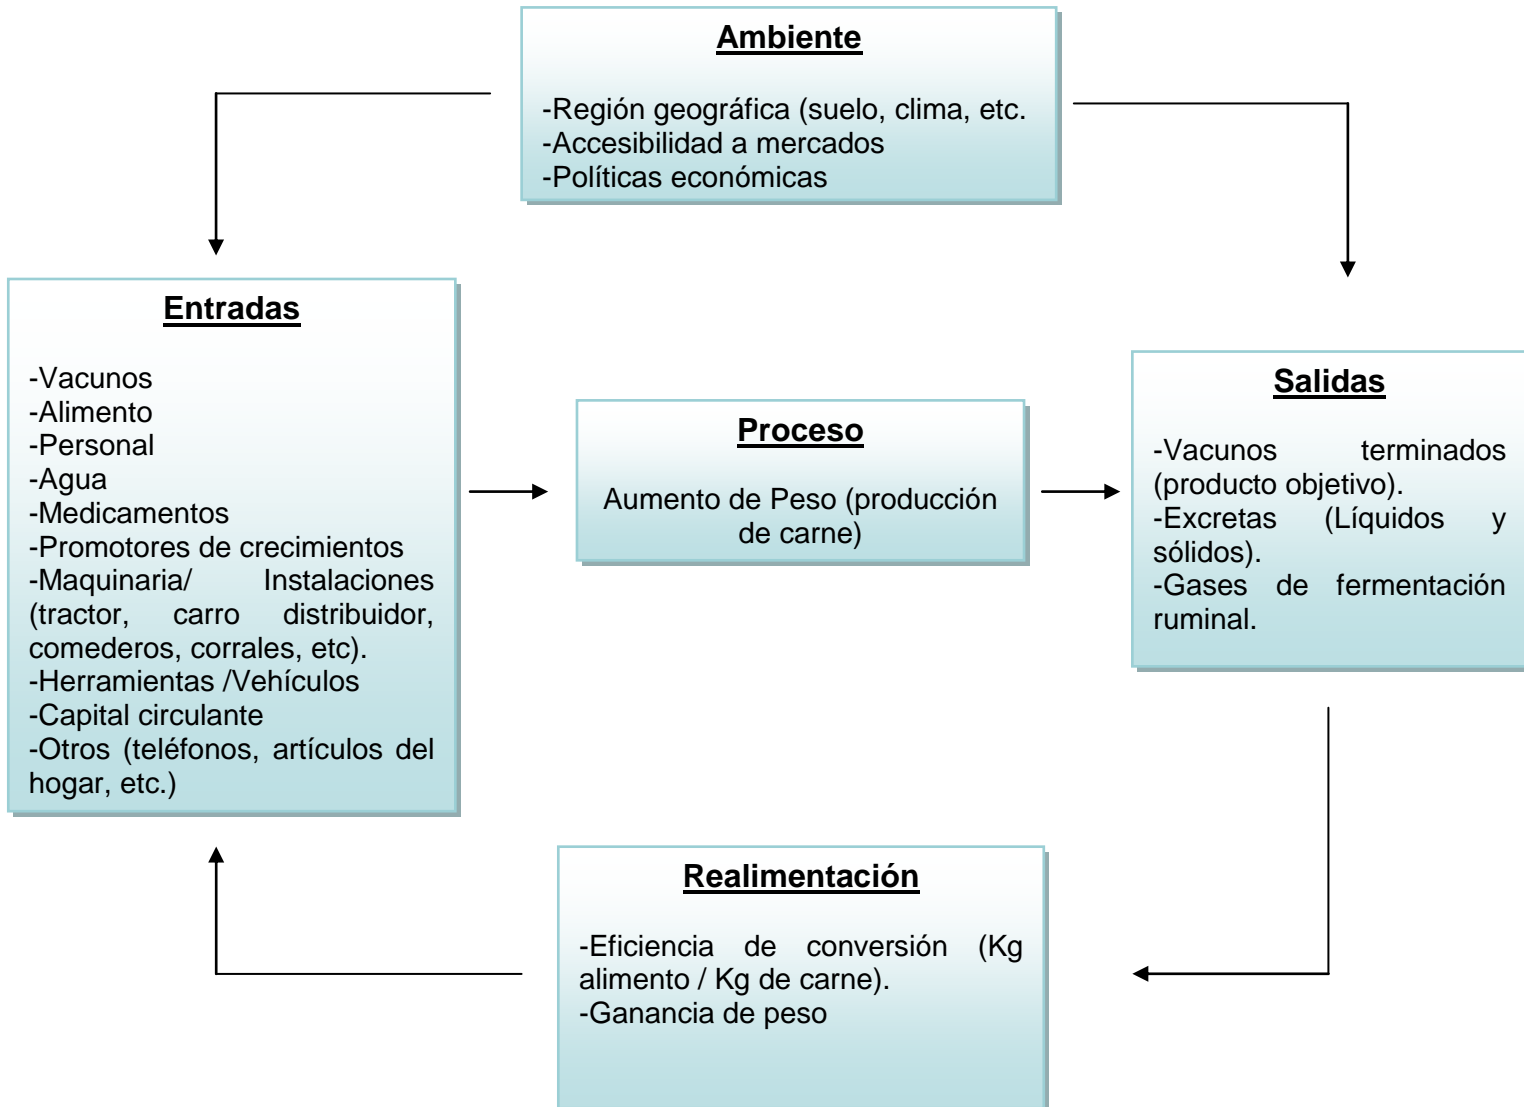 Ambiente
-Región geográfica (suelo, clima, etc.
-Accesibilidad a mercados
-Políticas económicas
Entradas
-Vacunos
-Alimento
-Personal
-Agua
-Medicamentos
-Promotores de crecimientos
-Maquinaria/ Instalaciones
(tractor, carro distribuidor,
comederos, corrales, etc).
-Herramientas /Vehículos
-Capital circulante
-Otros (teléfonos, artículos del
hogar, etc.)
Proceso
Aumento de Peso (producción
de carne)
Salidas
-Vacunos terminados
(producto objetivo).
-Excretas (Líquidos y
sólidos).
-Gases de fermentación
ruminal.
Realimentación
-Eficiencia de conversión (Kg
alimento / Kg de carne).
-Ganancia de peso